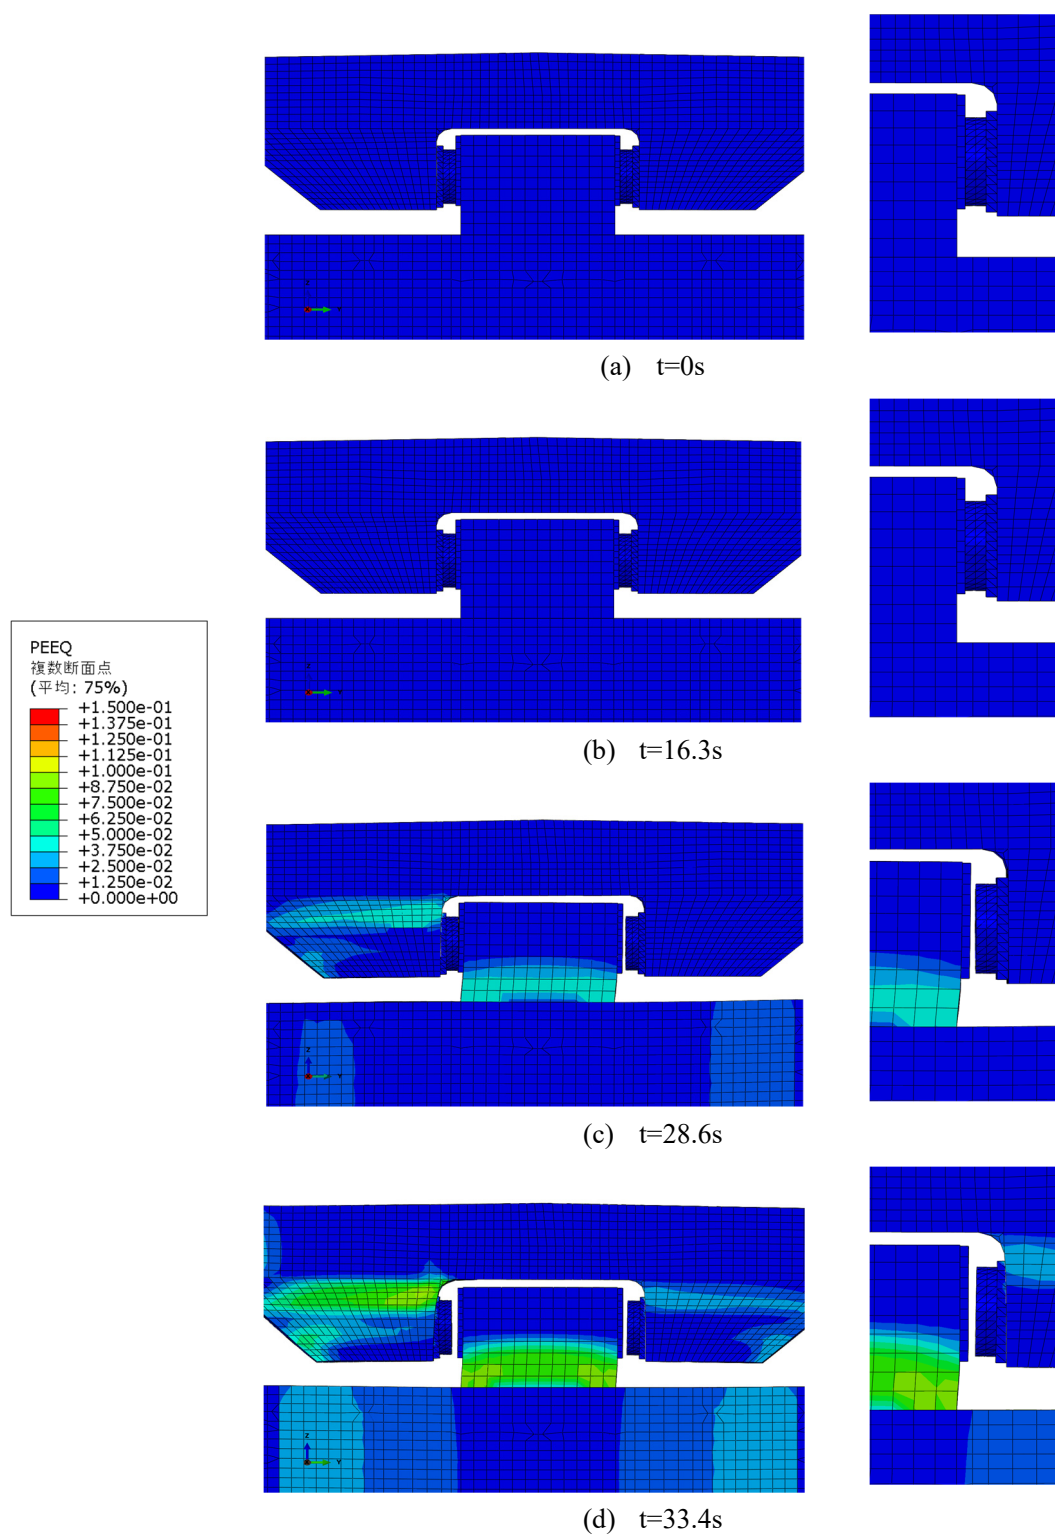 (a) t=0s
(b) t=16.3s
PEEQ
複数断面点
(平均: 75%)
+1.500e-01
+1.375e-01
+1.250e-01
+1.125e-01
+1.000e-01
+8.750e-02
+7.500e-02
+6.250e-02
+5.000e-02
+3.750e-02
+2.500e-02
+1.250e-02
+0.000e+00
(c) t=28.6s
Z
Y
(d) t=33.4s